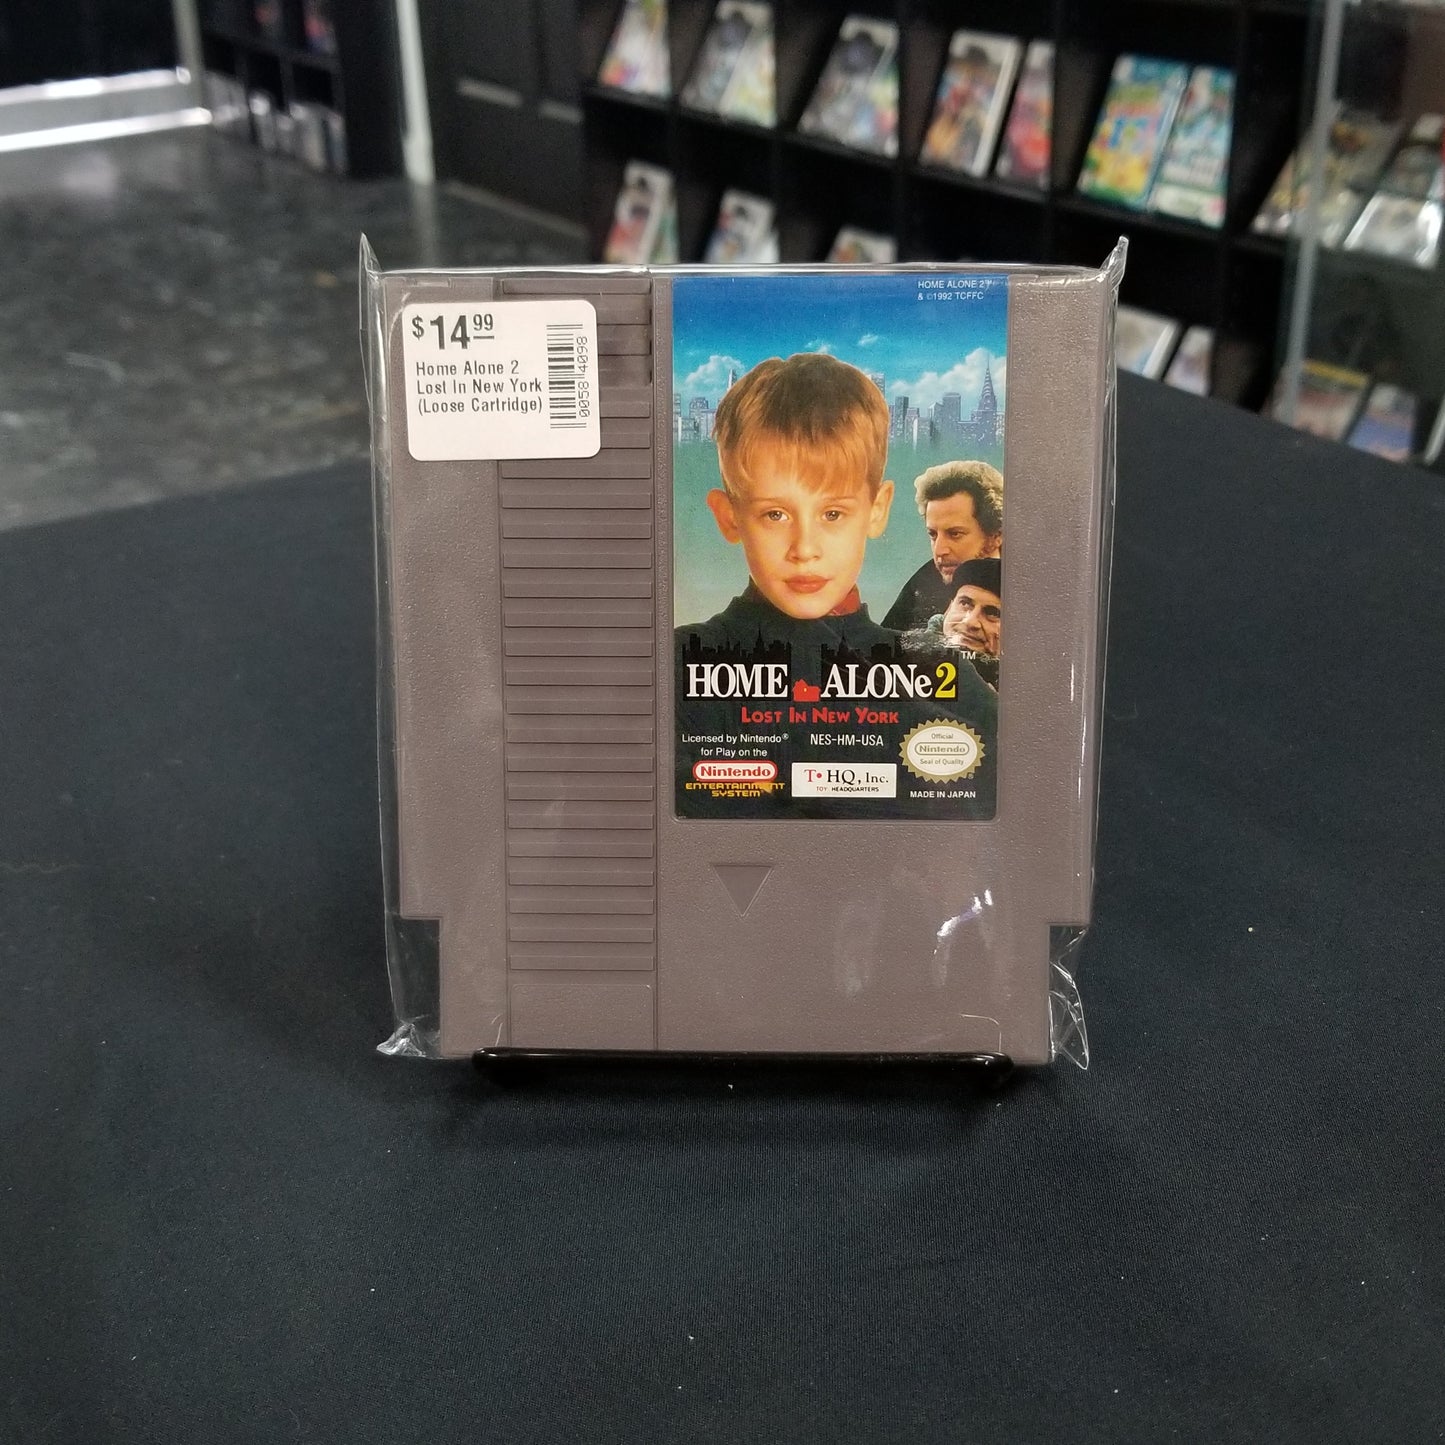 $14.99
Home Alone 2
Lost In New York
(Loose Cartridge)
0058 4098
HOME ALONE 2™
& ©1992 TCFFC
TM
HOME ALONe 2
LOST IN NEW YORK
Licensed by Nintendo®
for Play on the
Nintendo
ENTERTAINMENT
SYSTEM
NES-HM-USA
T•HQ, Inc.
TOY HEADQUARTERS
Official
Nintendo
Seal of Quality
®
MADE IN JAPAN